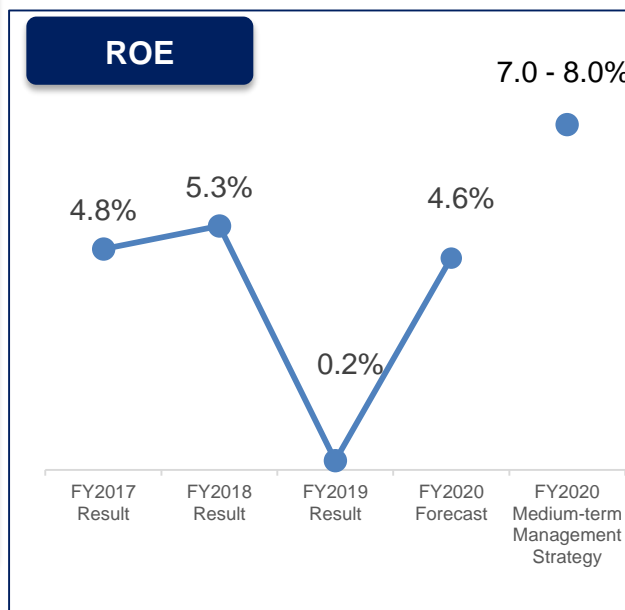 ROE
7.0 - 8.0%
4.8%
5.3%
4.6%
0.2%
FY2017
Result
FY2018
Result
FY2019
Result
FY2020
Forecast
FY2020
Medium-term
Management
Strategy